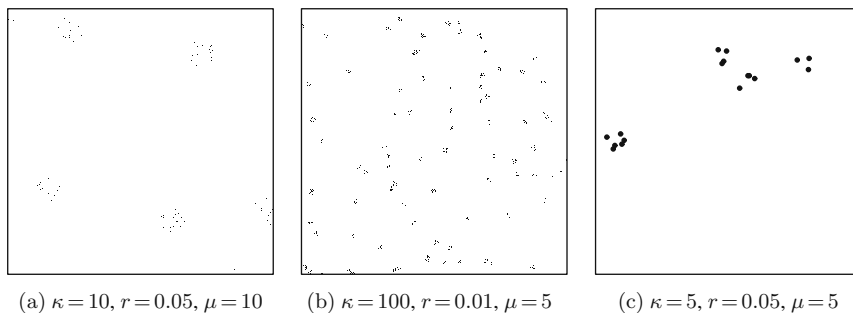 (a) κ = 10, r = 0.05, μ = 10
(b) κ = 100, r = 0.01, μ = 5
(c) κ = 5, r = 0.05, μ = 5